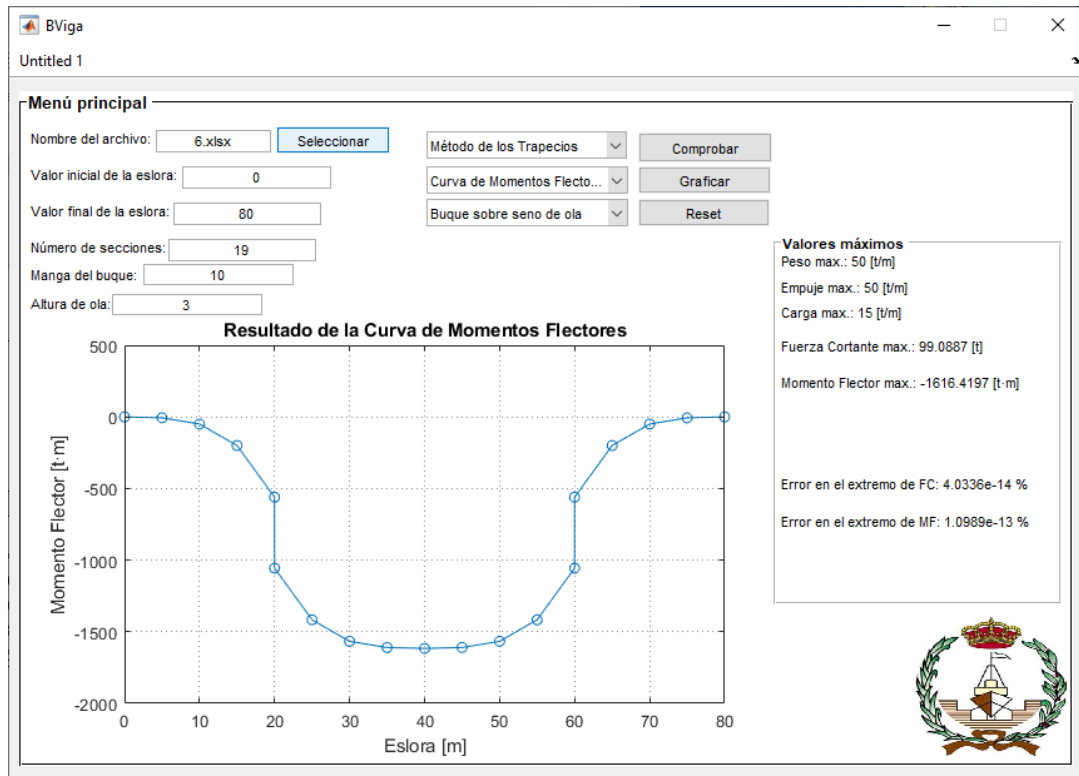 BViga
Untitled 1
Menú principal
Nombre del archivo: 6.xlsx Seleccionar
Valor inicial de la eslora: 0
Valor final de la eslora: 80
Número de secciones: 19
Manga del buque: 10
Altura de ola: 3
Método de los Trapecios Comprobar
Curva de Momentos Flecto... Graficar
Buque sobre seno de ola Reset
Valores máximos
Peso max.: 50 [t/m]
Empuje max.: 50 [t/m]
Carga max.: 15 [t/m]
Fuerza Cortante max.: 99.0887 [t]
Momento Flector max.: -1616.4197 [t·m]
Error en el extremo de FC: 4.0336e-14 %
Error en el extremo de MF: 1.0989e-13 %
Resultado de la Curva de Momentos Flectores
Momento Flector [t·m]
500
0
-500
-1000
-1500
-2000
0 10 20 30 40 50 60 70 80
Eslora [m]